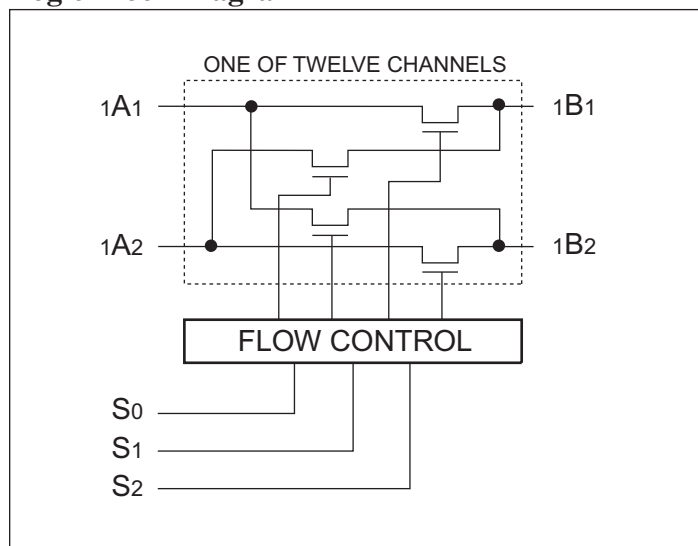 ONE OF TWELVE CHANNELS
1A1
1B1
1A2
1B2
FLOW CONTROL
S0
S1
S2